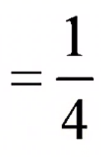 = 1/4